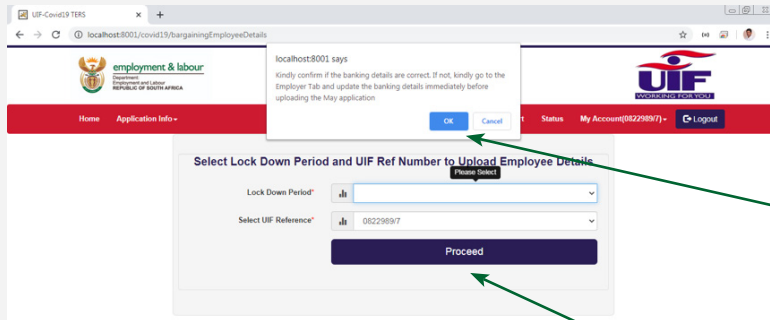 UIF-Covid19 TERS
localhost:8001/covid19/bargainingEmployeeDetails
employment & labour
Department:
Employment and Labour
REPUBLIC OF SOUTH AFRICA
localhost:8001 says
Kindly confirm if the banking details are correct. If not, kindly go to the
Employer Tab and update the banking details immediately before
uploading the May application
OK Cancel
UIF
WORKING FOR YOU
Home Application Info Status My Account(0822989/7) Logout
Select Lock Down Period and UIF Ref Number to Upload Employee Details
Please Select
Lock Down Period*
Select UIF Reference* 0822989/7
Proceed